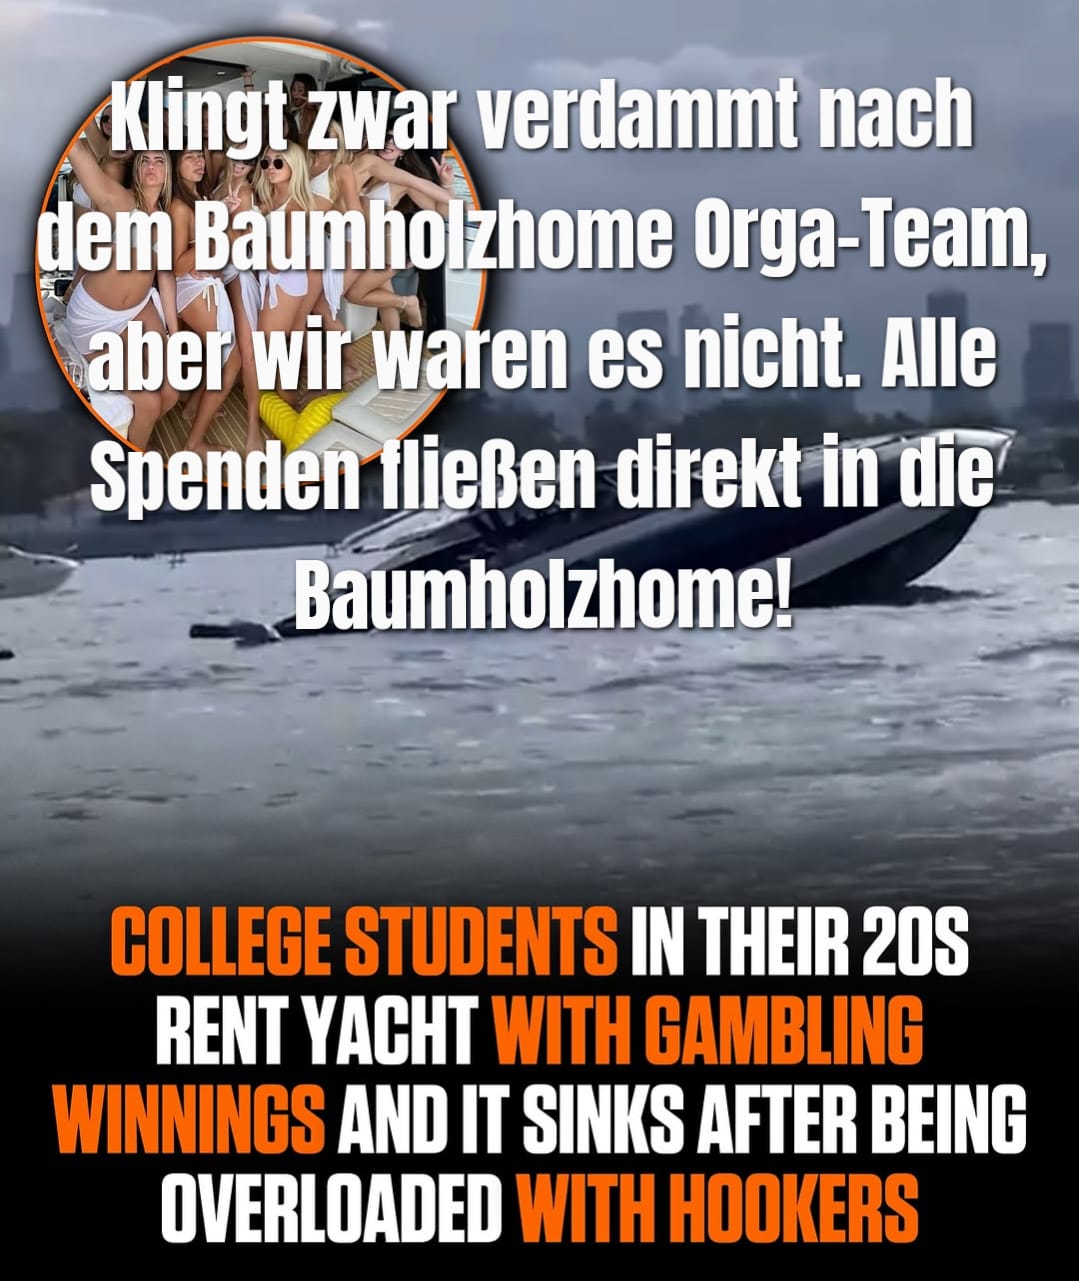 Klingt zwar verdammt nach
dem Baumholzhome Orga-Team,
aber wir waren es nicht. Alle
Spenden fließen direkt in die
Baumholzhome!
COLLEGE STUDENTS IN THEIR 20S
RENT YACHT WITH GAMBLING
WINNINGS AND IT SINKS AFTER BEING
OVERLOADED WITH HOOKERS